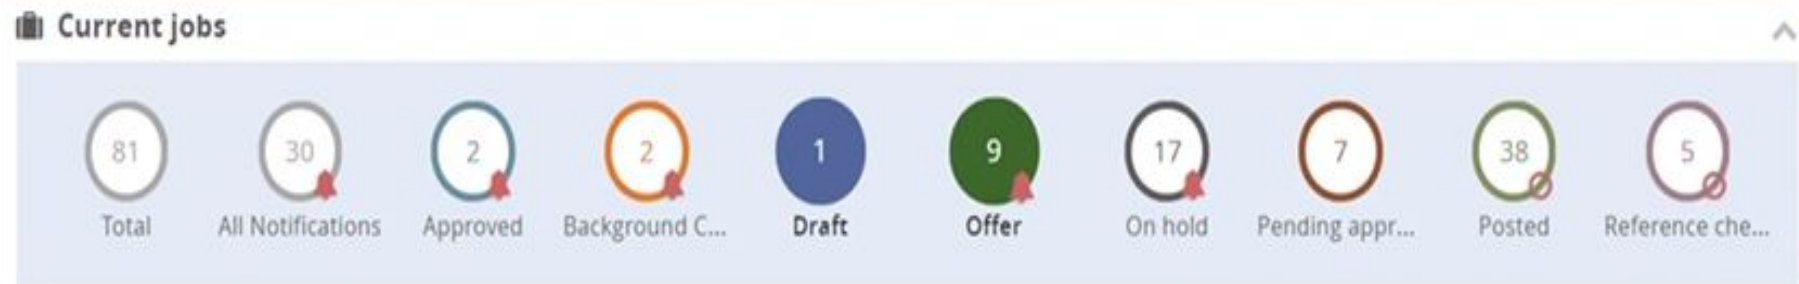 Current jobs
81 30 2 2 1 9 17 7 38 5
Total All Notifications Approved Background C... Draft Offer On hold Pending appr... Posted Reference che...